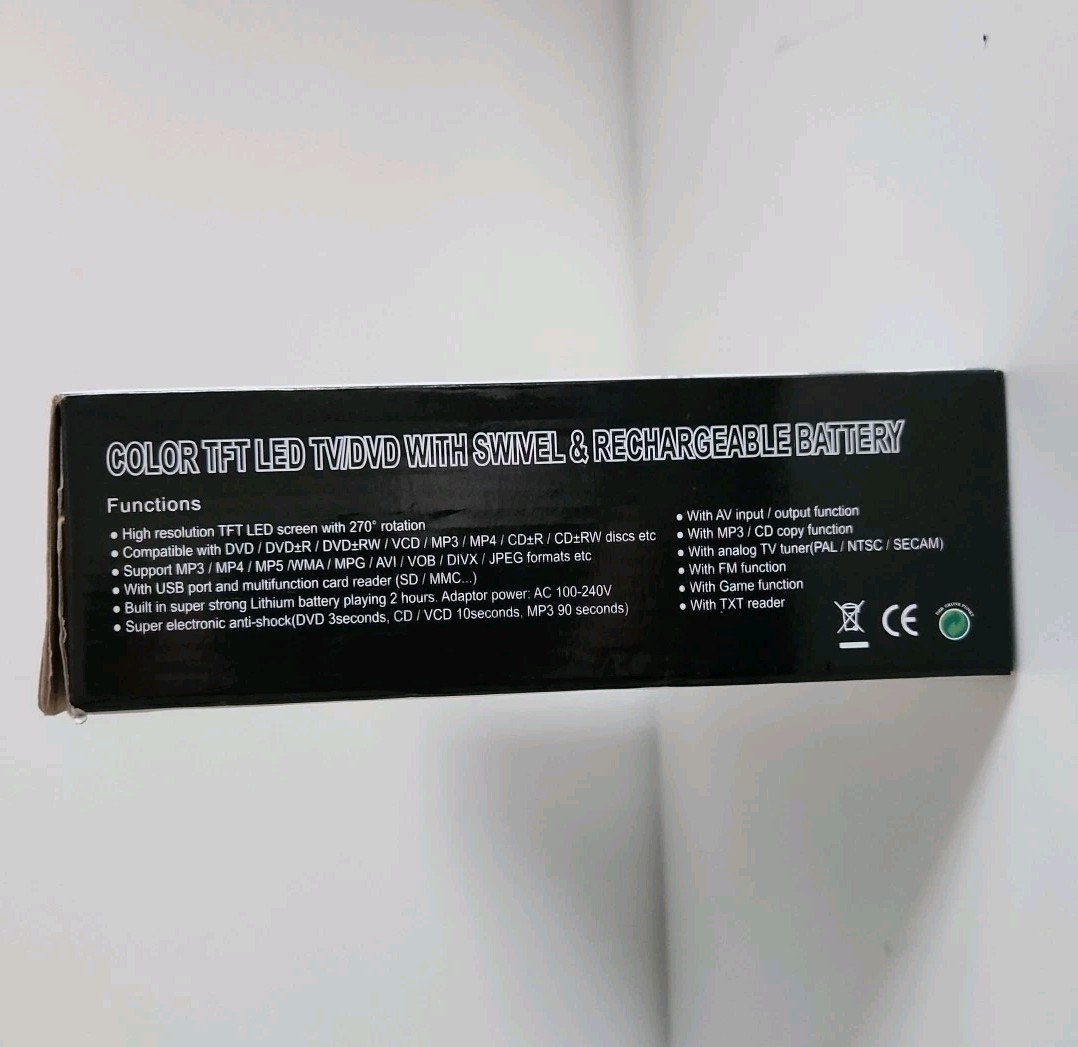 COLOR TFT LED TV/DVD WITH SWIVEL & RECHARGEABLE BATTERY
Functions
● High resolution TFT LED screen with 270° rotation
● Compatible with DVD / DVD±R / DVD±RW / VCD / MP3 / MP4 / CD±R / CD±RW discs etc
● Support MP3 / MP4 / MP5 /WMA / MPG / AVI / VOB / DIVX / JPEG formats etc
● With USB port and multifunction card reader (SD / MMC...)
● Built in super strong Lithium battery playing 2 hours. Adaptor power: AC 100-240V
● Super electronic anti-shock(DVD 3seconds, CD / VCD 10seconds, MP3 90 seconds)
● With AV input / output function
● With MP3 / CD copy function
● With analog TV tuner(PAL / NTSC / SECAM)
● With FM function
● With Game function
● With TXT reader
CE